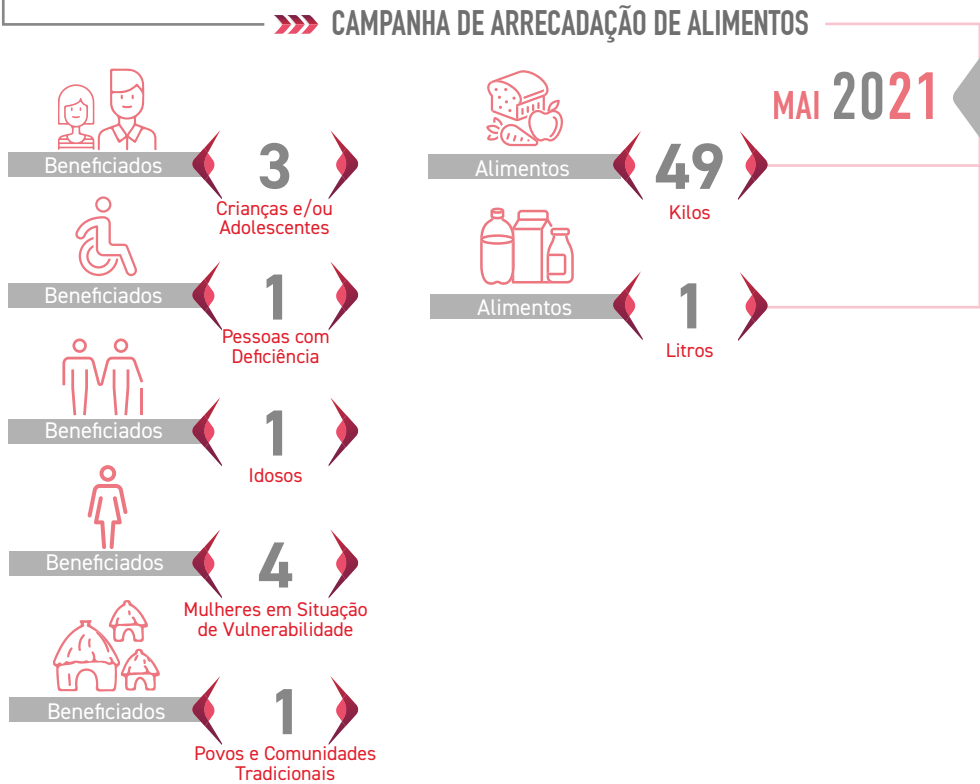 CAMPANHA DE ARRECADAÇÃO DE ALIMENTOS
MAI 2021
Beneficiados
3
Crianças e/ou
Adolescentes
Beneficiados
1
Pessoas com
Deficiência
Beneficiados
1
Idosos
Beneficiados
4
Mulheres em Situação
de Vulnerabilidade
Beneficiados
1
Povos e Comunidades
Tradicionais
Alimentos
49
Kilos
Alimentos
1
Litros